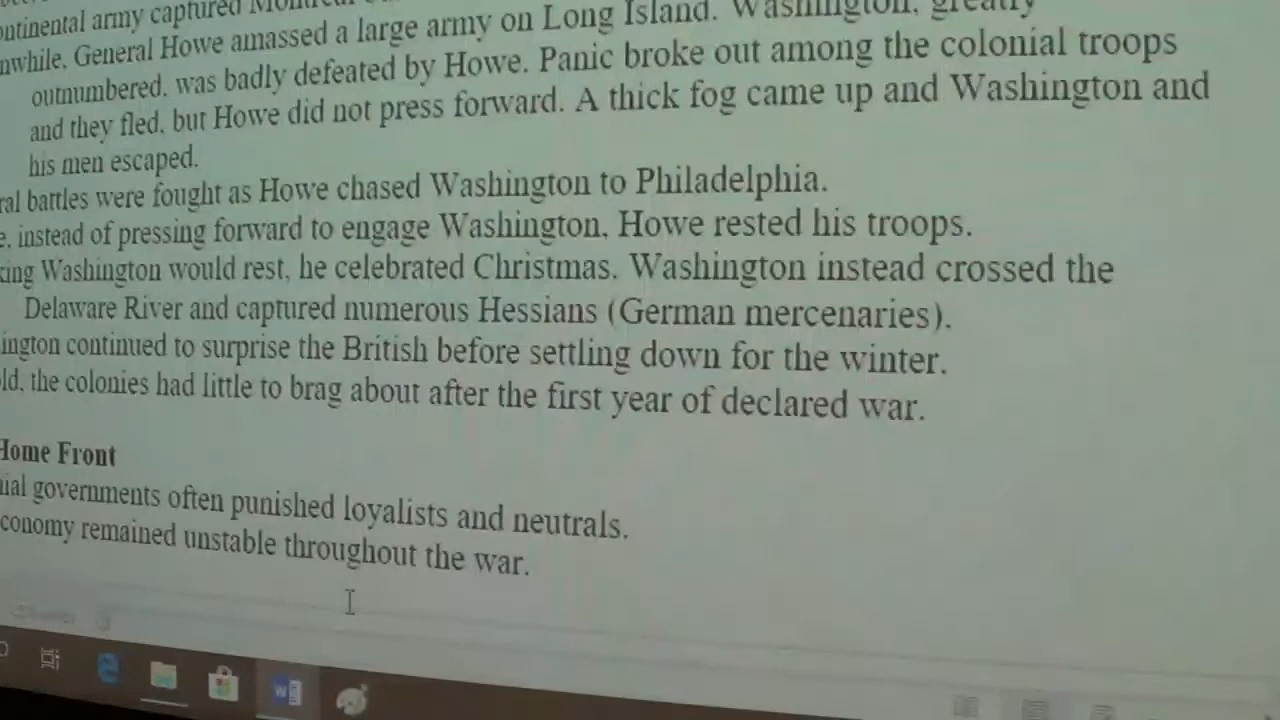 ntinental army captured
nwhile, General Howe amassed a large army on Long Island. Washington, greatly
outnumbered, was badly defeated by Howe. Panic broke out among the colonial troops
and they fled, but Howe did not press forward. A thick fog came up and Washington and
his men escaped.
ral battles were fought as Howe chased Washington to Philadelphia.
e, instead of pressing forward to engage Washington, Howe rested his troops.
king Washington would rest, he celebrated Christmas. Washington instead crossed the
Delaware River and captured numerous Hessians (German mercenaries).
ington continued to surprise the British before settling down for the winter.
ld, the colonies had little to brag about after the first year of declared war.
Home Front
nial governments often punished loyalists and neutrals.
conomy remained unstable throughout the war.